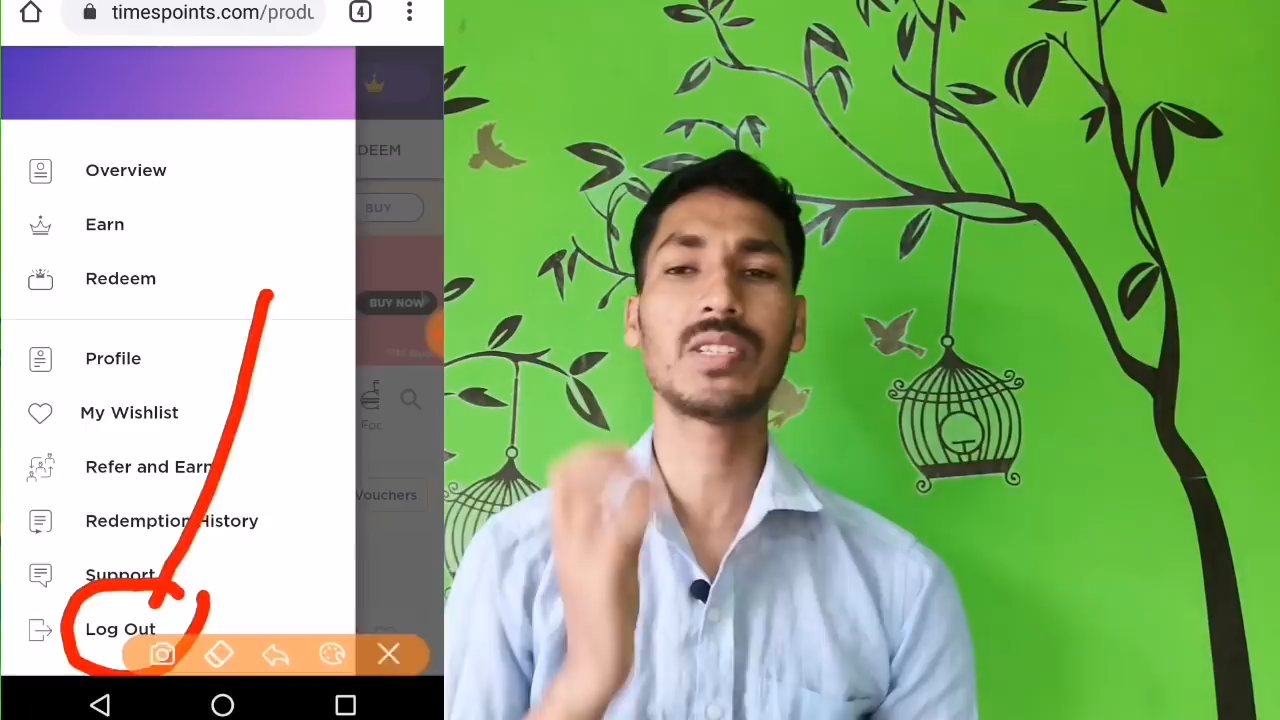 timespoints.com/produ
4
Overview
Earn
Redeem
DEEM
BUY
BUY NOW
Profile
My Wishlist
Refer and Earn
Redemption History
Support
Log Out
Foc
Vouchers